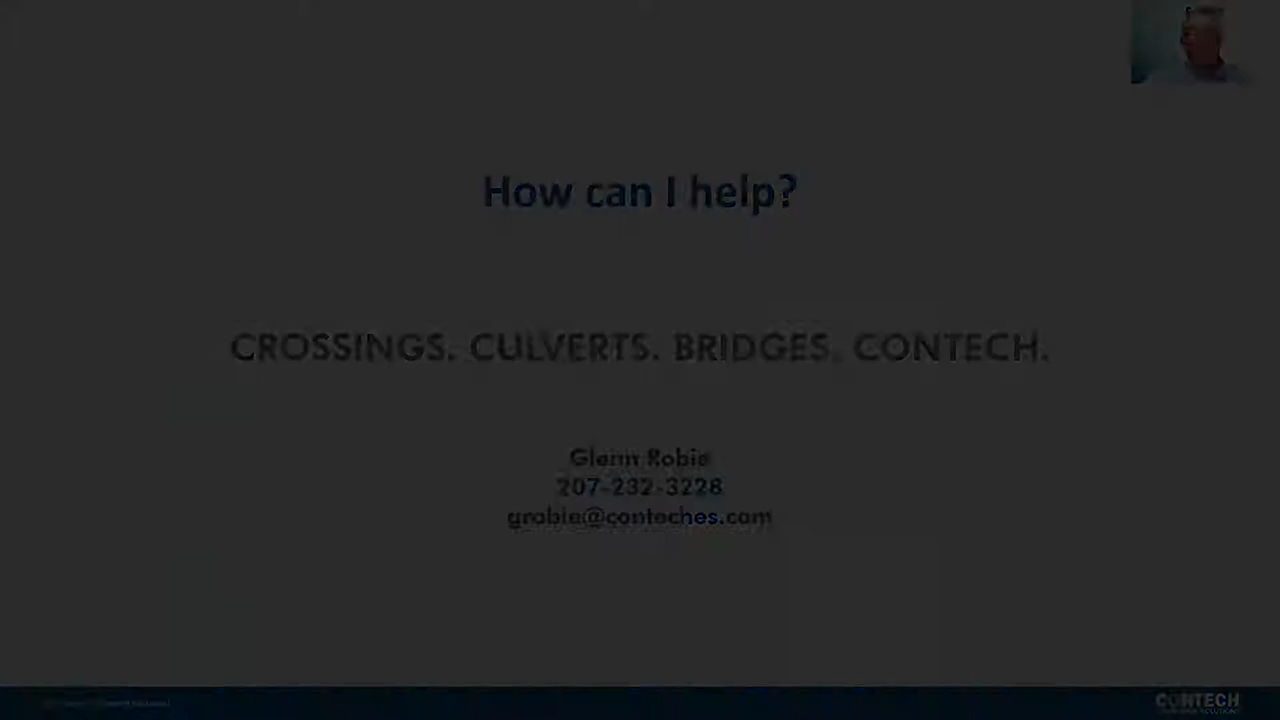 How can I help?
CROSSINGS. CULVERTS. BRIDGES. CONTECH.
Glenn Robie
207-232-3228
grobie@conteches.com
CONTECH